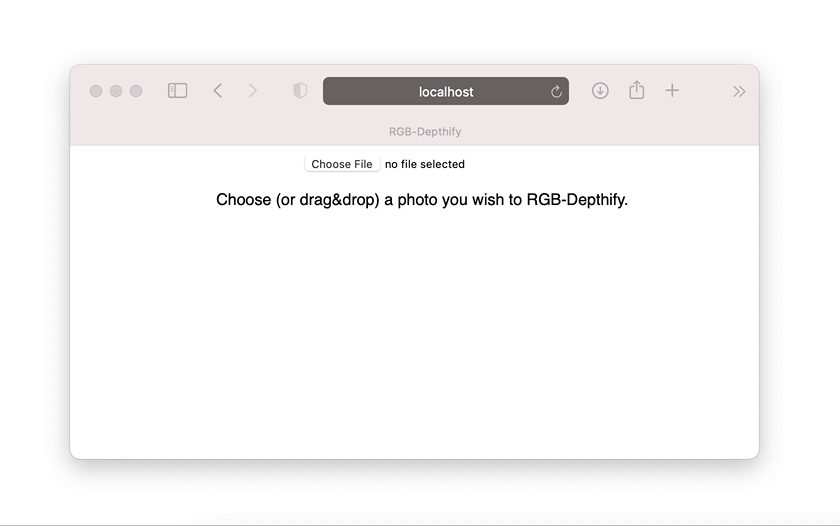 localhost
RGB-Depthify
Choose File no file selected
Choose (or drag&drop) a photo you wish to RGB-Depthify.